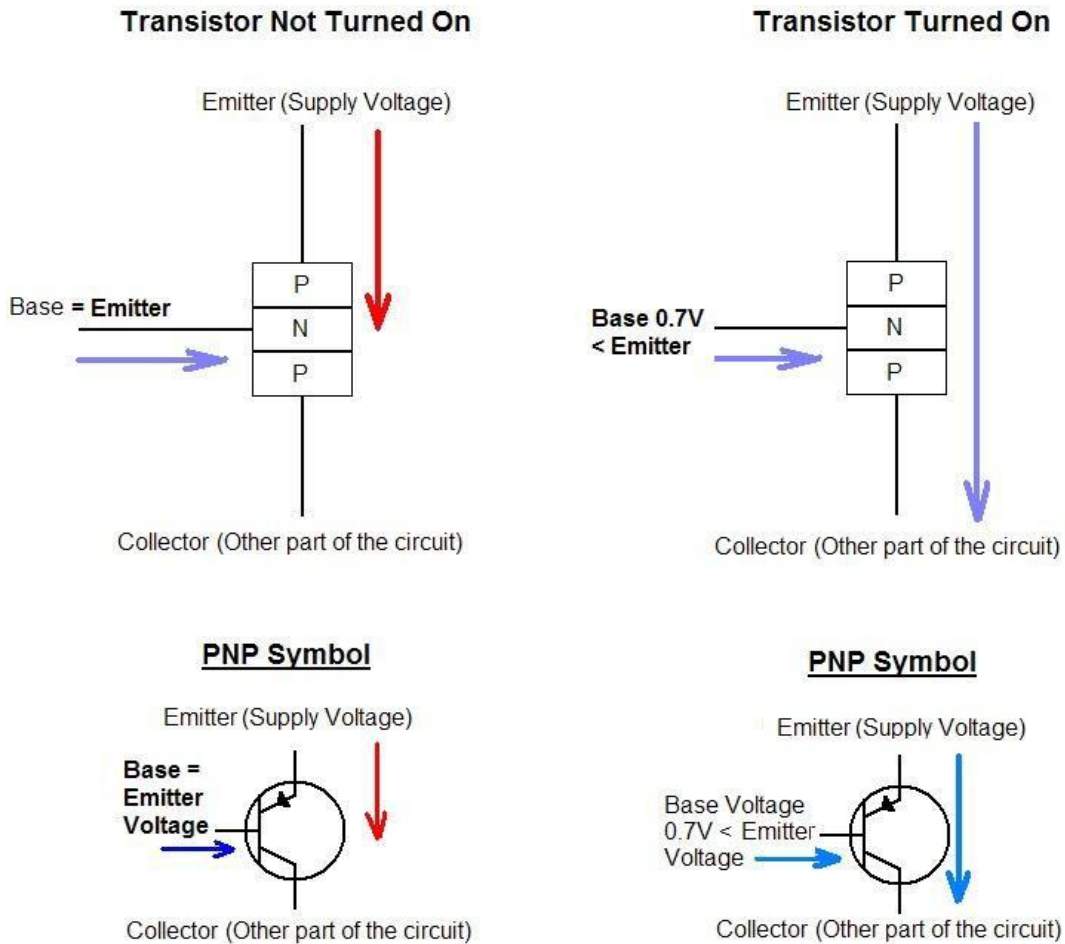 Transistor Not Turned On
Emitter (Supply Voltage)
P
Base = Emitter
N
P
Collector (Other part of the circuit)
PNP Symbol
Emitter (Supply Voltage)
Base =
Emitter
Voltage
Collector (Other part of the circuit)
Transistor Turned On
Emitter (Supply Voltage)
P
Base 0.7V
< Emitter
N
P
Collector (Other part of the circuit)
PNP Symbol
Emitter (Supply Voltage)
Base Voltage
0.7V < Emitter
Voltage
Collector (Other part of the circuit)